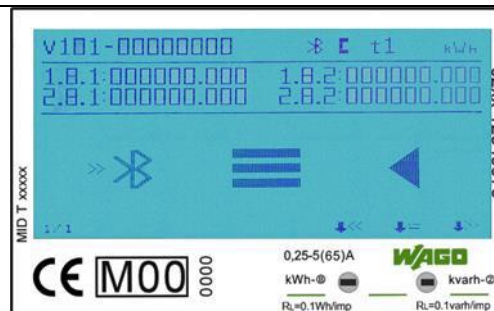 v101-00000000 t1 kWh
1.8.1:000000.000 1.8.2:000000.000
2.8.1:000000.000 2.8.2:000000.000
1/1
MID T xxxxx
CE M00 0000
0,25-5(65)A WAGO
kWh-① kvarh-②
RL=0.1Wh/imp RL=0.1varh/imp